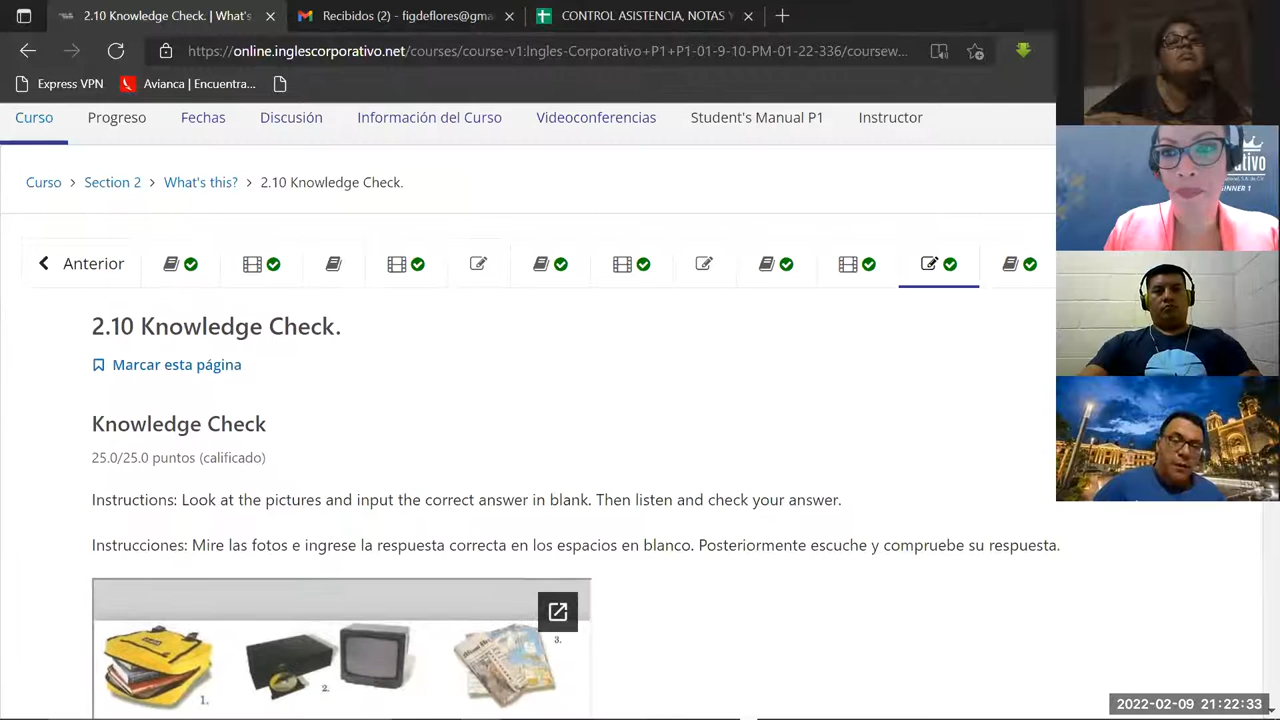 2.10 Knowledge Check. | What's
Recibidos (2) - figdeflores@gma
CONTROL ASISTENCIA, NOTAS Y
https://online.inglescorporativo.net/courses/course-v1:Ingles-Corporativo+P1+P1-01-9-10-PM-01-22-336/coursew...
Express VPN
Avianca | Encuentra...
Curso Progreso Fechas Discusión Información del Curso Videoconferencias Student's Manual P1 Instructor
Curso > Section 2 > What's this? > 2.10 Knowledge Check.
Anterior
2.10 Knowledge Check.
Marcar esta página
Knowledge Check
25.0/25.0 puntos (calificado)
Instructions: Look at the pictures and input the correct answer in blank. Then listen and check your answer.
Instrucciones: Mire las fotos e ingrese la respuesta correcta en los espacios en blanco. Posteriormente escuche y compruebe su respuesta.
1.
2.
3.
2022-02-09 21:22:33